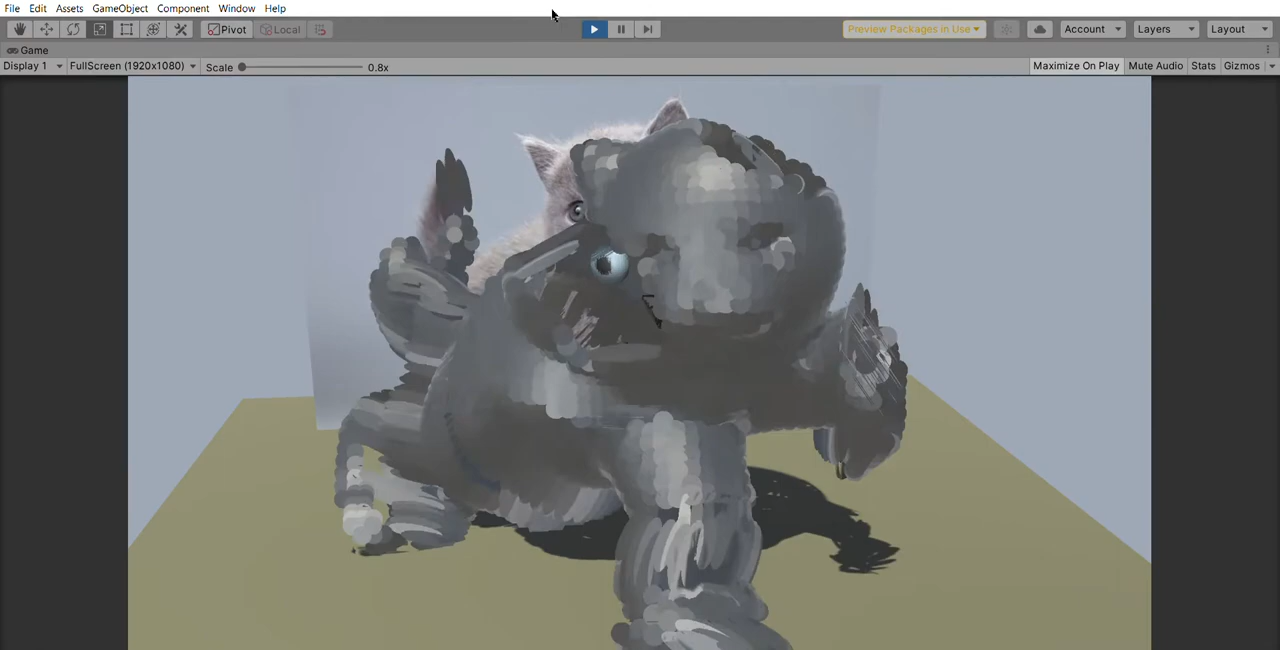 File Edit Assets GameObject Component Window Help
Pivot Local Preview Packages in Use Account Layers Layout
Game
Display 1 FullScreen (1920x1080) Scale 0.8x Maximize On Play Mute Audio Stats Gizmos